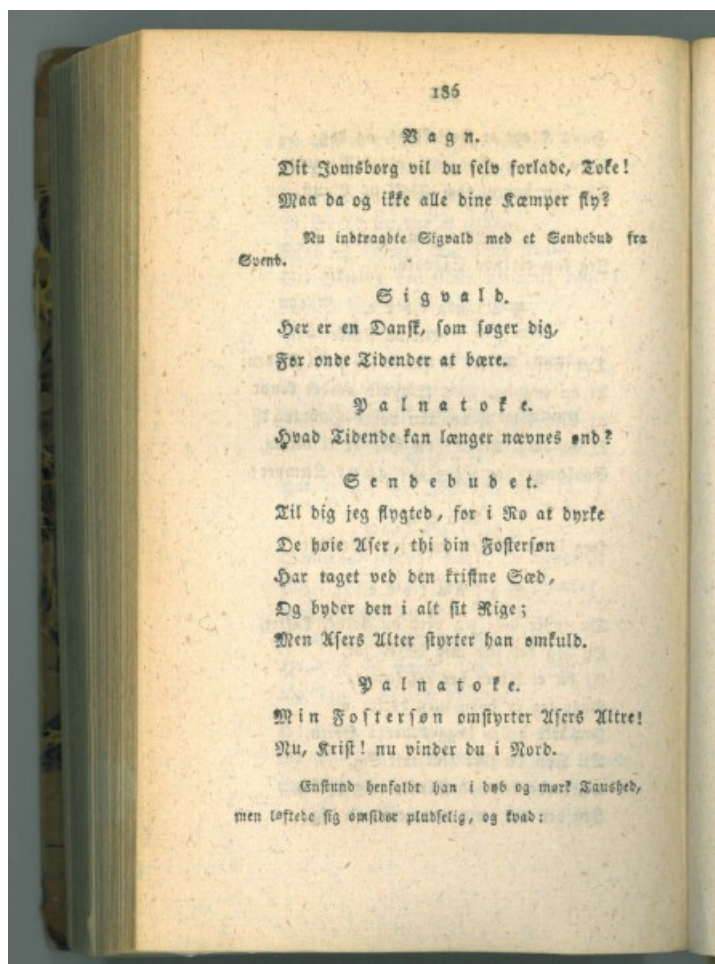 186
Vagn.
Dit Jomsborg vil du selv forlade, Toke!
Maa da og ikke alle dine Kæmper fly?
Nu indtraadte Sigvald med et Sendebud fra
Svend.
Sigvald.
Her er en Dansk, som søger dig,
For onde Tidender at bære.
Palnatoke.
Hvad Tidende kan længer nævnes ond?
Sendebudet.
Til dig jeg flygted, for i Ro at dyrke
De høie Aser, thi din Fostersøn
Har taget ved den kristne Sæd,
Og byder den i alt sit Rige;
Men Asers Alter styrter han omkuld.
Palnatoke.
Min Fostersøn omstyrter Asers Altre!
Nu, Krist! nu vinder du i Nord.
Enstund henfaldt han i dyb og mørk Taushed,
men løftede sig omsider pludselig, og kvad: